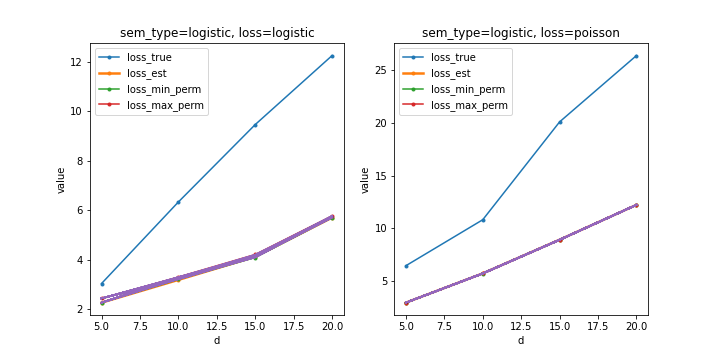 sem_type=logistic, loss=logistic
loss_true
loss_est
loss_min_perm
loss_max_perm
12
10
8
6
4
2
value
5.0 7.5 10.0 12.5 15.0 17.5 20.0
d
sem_type=logistic, loss=poisson
loss_true
loss_est
loss_min_perm
loss_max_perm
25
20
15
10
5
value
5.0 7.5 10.0 12.5 15.0 17.5 20.0
d